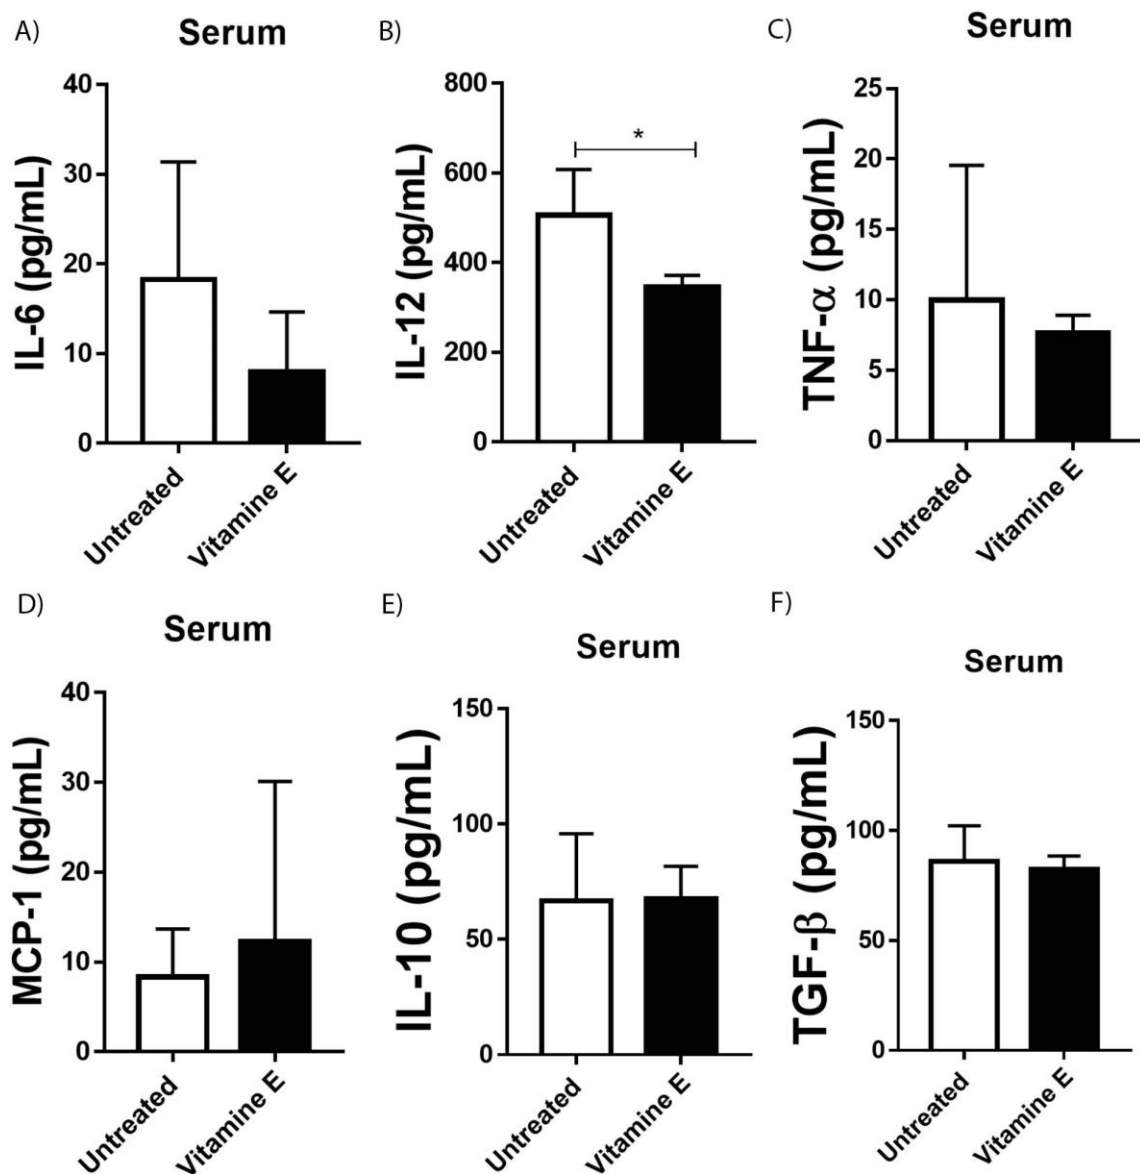 A)
Serum
IL-6 (pg/mL)
40
30
20
10
0
Untreated
Vitamine E
B)
IL-12 (pg/mL)
800
600
400
200
0
*
Untreated
Vitamine E
C)
Serum
TNF-α (pg/mL)
25
20
15
10
5
0
Untreated
Vitamine E
D)
Serum
MCP-1 (pg/mL)
40
30
20
10
0
Untreated
Vitamine E
E)
Serum
IL-10 (pg/mL)
150
100
50
0
Untreated
Vitamine E
F)
Serum
TGF-β (pg/mL)
150
100
50
0
Untreated
Vitamine E